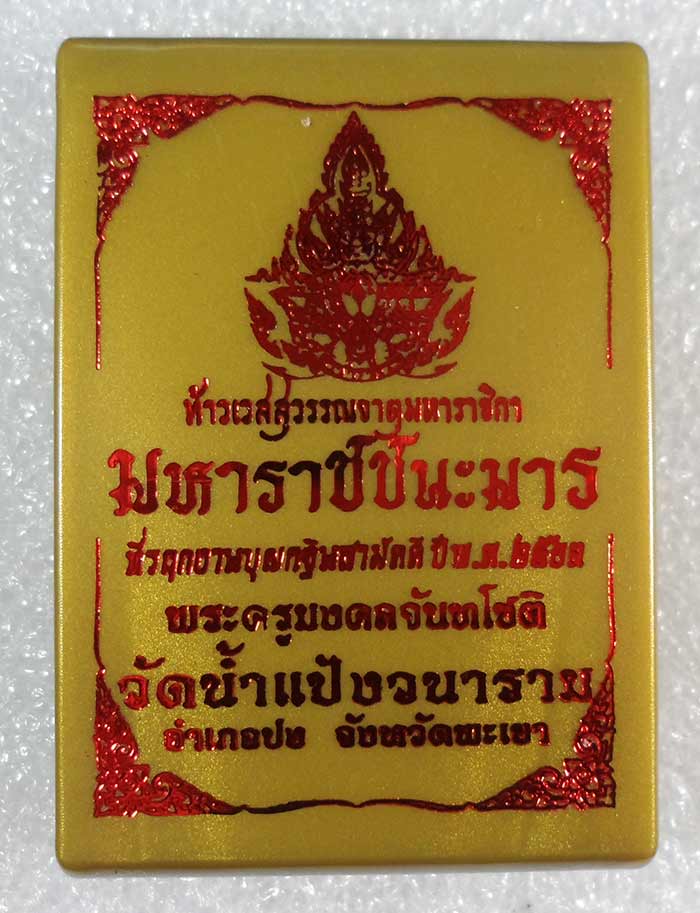 ท้าวเวสสุวรรณจาตุมหาราชิกา
มหาราชชนะมาร
ที่ระฤกงานบุญกฐินสามัคคี ปี พ.ศ.๒๕๖๑
พระครูมงคลจันทโชติ
วัดน้ำแป้งวนาราม
อำเภอปง จังหวัดพะเยา